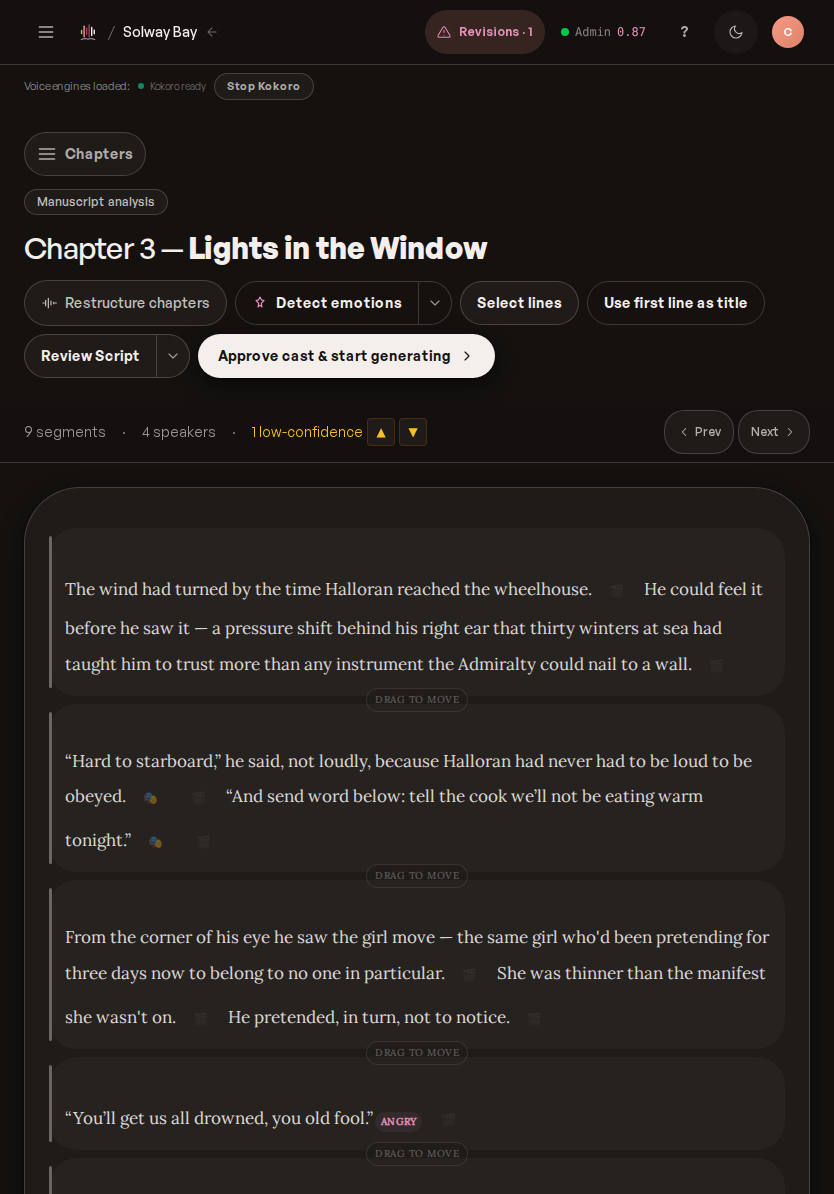 / Solway Bay ←
Revisions · 1
Admin 0.87
?
C
Voice engines loaded: Kokoro ready Stop Kokoro
Chapters
Manuscript analysis
Chapter 3 — Lights in the Window
Restructure chapters
Detect emotions
Select lines
Use first line as title
Review Script
Approve cast & start generating
9 segments · 4 speakers · 1 low-confidence ▲ ▼
Prev
Next
The wind had turned by the time Halloran reached the wheelhouse. He could feel it
before he saw it — a pressure shift behind his right ear that thirty winters at sea had
taught him to trust more than any instrument the Admiralty could nail to a wall.
DRAG TO MOVE
“Hard to starboard,” he said, not loudly, because Halloran had never had to be loud to be
obeyed. “And send word below: tell the cook we’ll not be eating warm
tonight.”
DRAG TO MOVE
From the corner of his eye he saw the girl move — the same girl who'd been pretending for
three days now to belong to no one in particular. She was thinner than the manifest
she wasn't on. He pretended, in turn, not to notice.
DRAG TO MOVE
“You’ll get us all drowned, you old fool.” ANGRY
DRAG TO MOVE